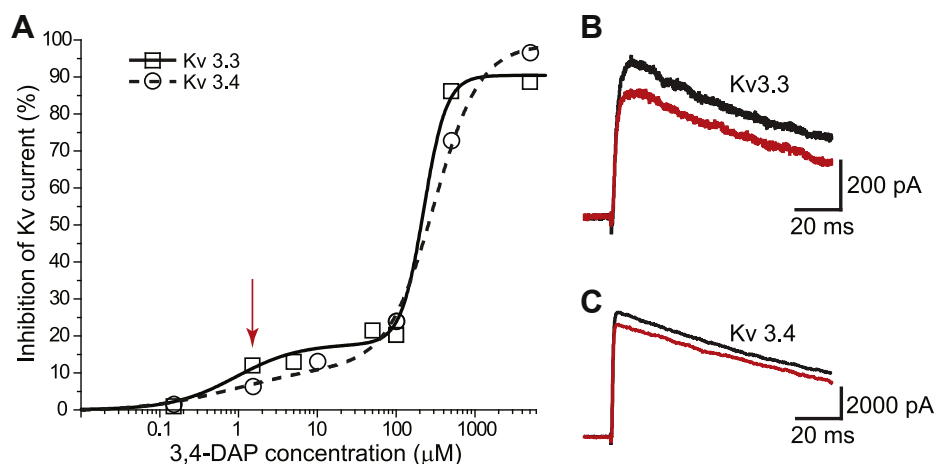 A
Inhibition of Kv current (%)
100
90
80
70
60
50
40
30
20
10
0
Kv 3.3
Kv 3.4
0.1
1
10
100
1000
3,4-DAP concentration (μM)
B
Kv3.3
200 pA
20 ms
C
Kv 3.4
2000 pA
20 ms